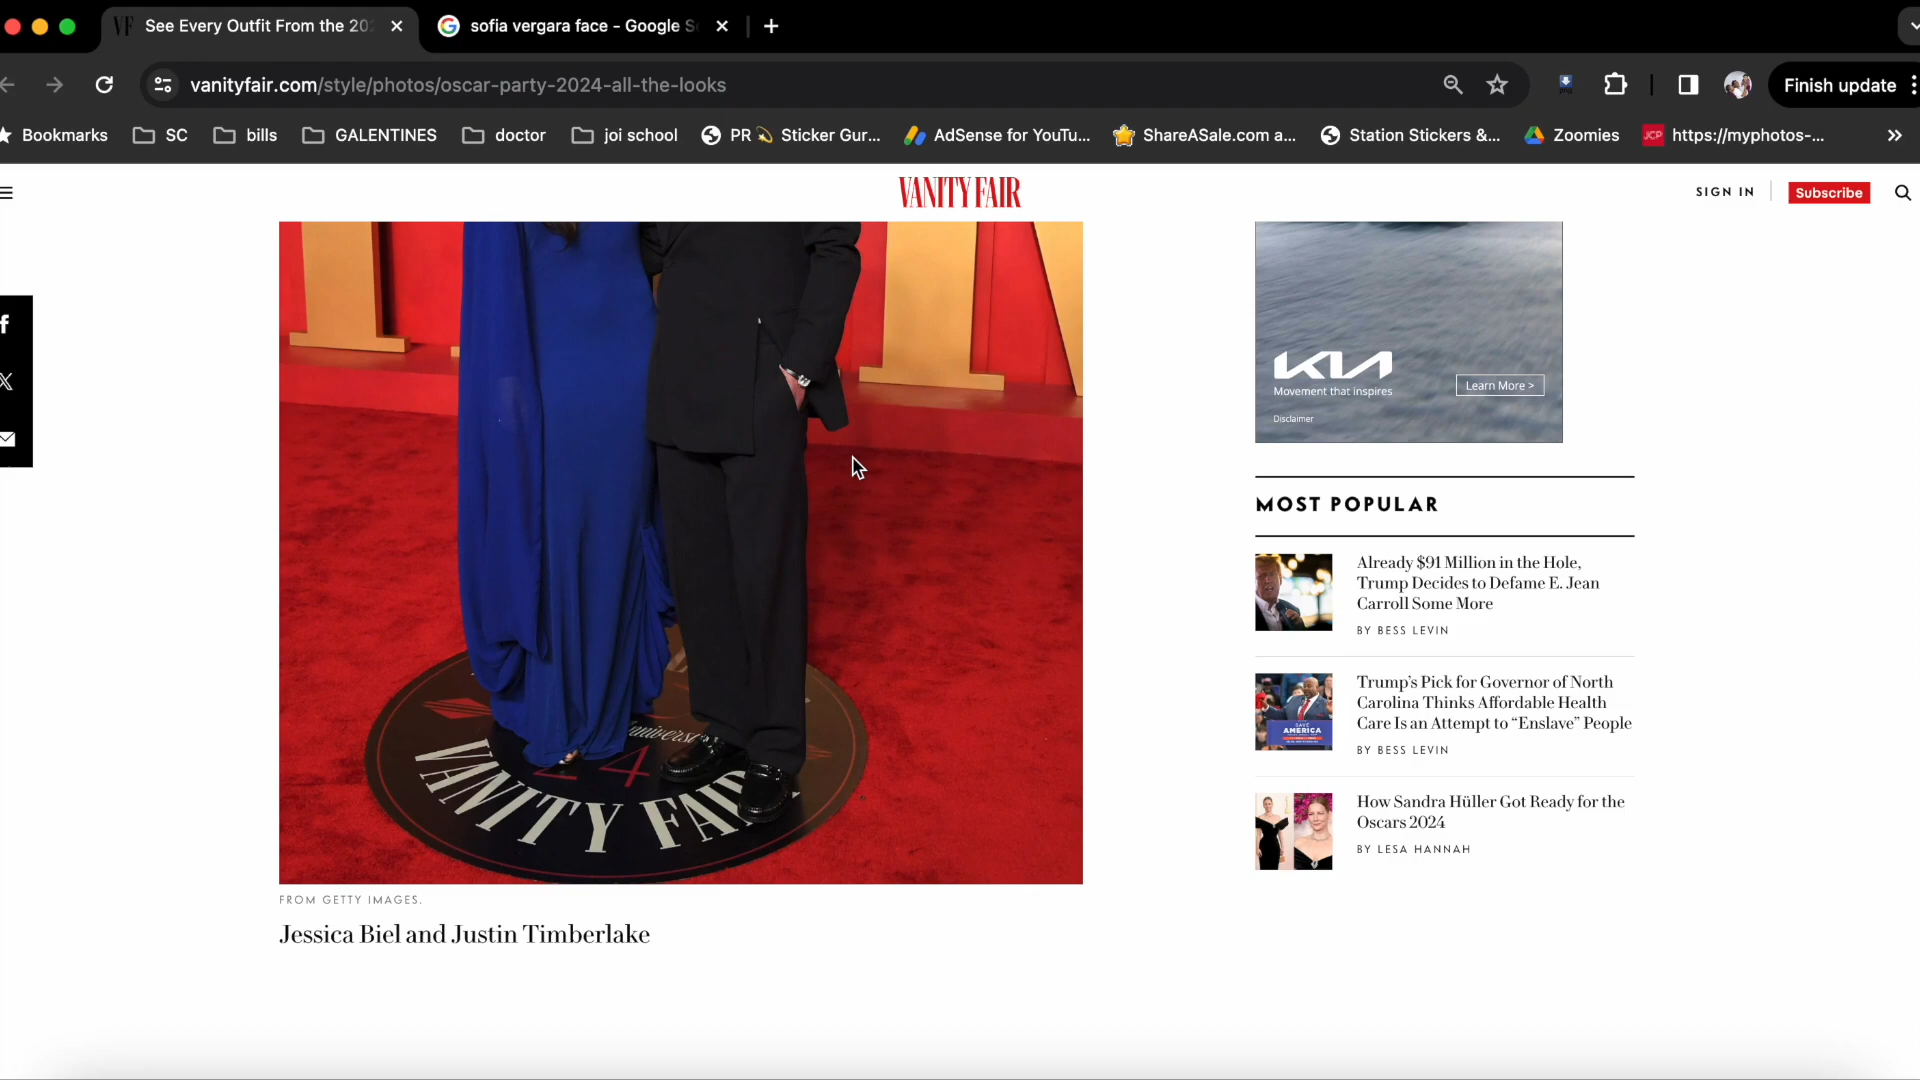 See Every Outfit From the 20
sofia vergara face - Google S
vanityfair.com/style/photos/oscar-party-2024-all-the-looks
Finish update
Bookmarks
SC
bills
GALENTINES
doctor
joi school
PR 💫 Sticker Gur...
AdSense for YouTu...
ShareASale.com a...
Station Stickers &...
Zoomies
JCP
https://myphotos-...
VANITY FAIR
SIGN IN
Subscribe
KIA
Movement that inspires
Learn More >
Disclaimer
MOST POPULAR
Already $91 Million in the Hole,
Trump Decides to Defame E. Jean
Carroll Some More
BY BESS LEVIN
Trump's Pick for Governor of North
Carolina Thinks Affordable Health
Care Is an Attempt to “Enslave” People
BY BESS LEVIN
AMERICA
How Sandra Hüller Got Ready for the
Oscars 2024
BY LESA HANNAH
24
VANITY FAI
FROM GETTY IMAGES.
Jessica Biel and Justin Timberlake